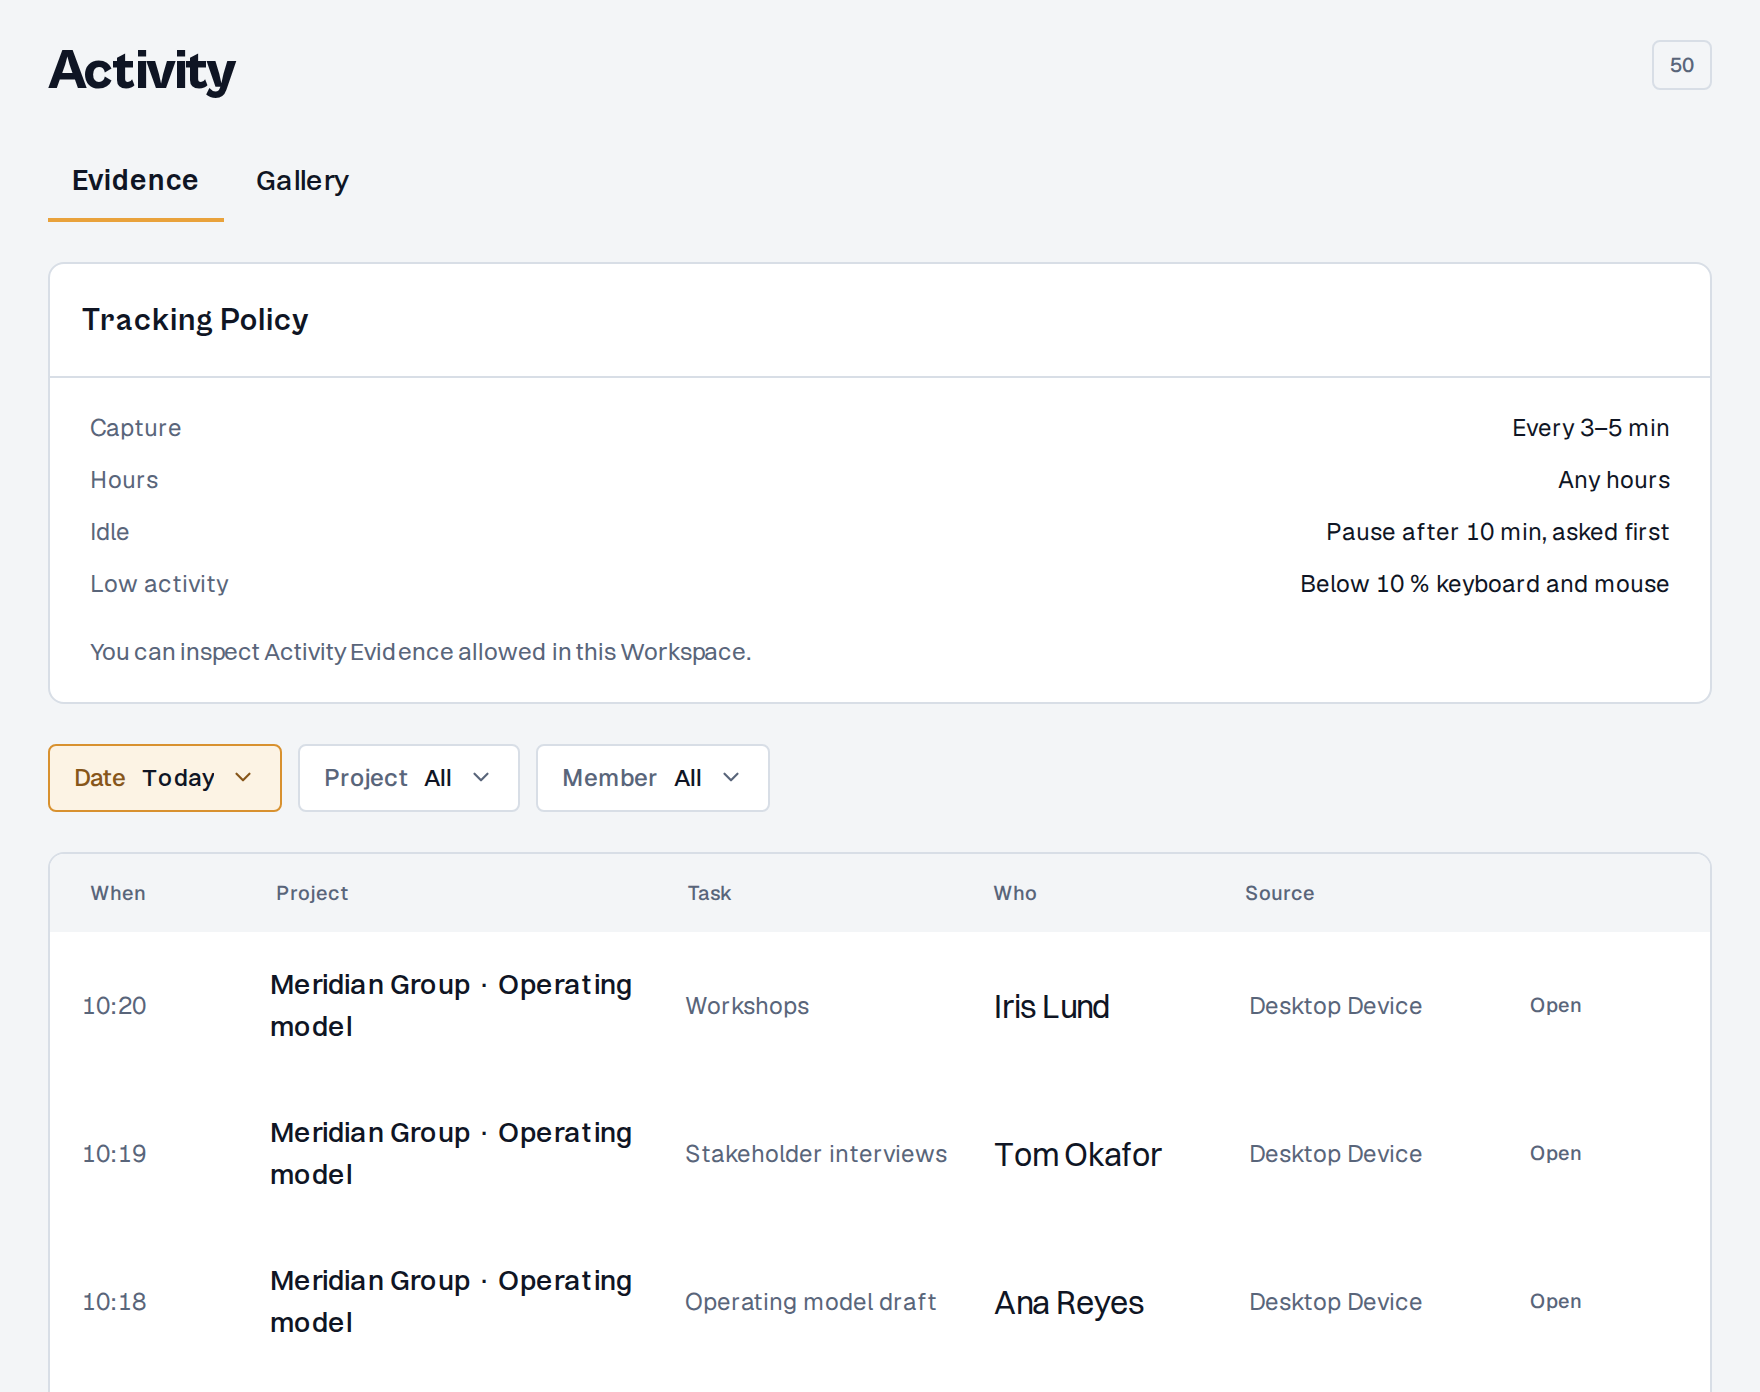 Activity
50
Evidence
Gallery
Tracking Policy
Capture
Every 3–5 min
Hours
Any hours
Idle
Pause after 10 min, asked first
Low activity
Below 10 % keyboard and mouse
You can inspect Activity Evidence allowed in this Workspace.
Date Today
Project All
Member All
When
Project
Task
Who
Source
10:20
Meridian Group · Operating
model
Workshops
Iris Lund
Desktop Device
Open
10:19
Meridian Group · Operating
model
Stakeholder interviews
Tom Okafor
Desktop Device
Open
10:18
Meridian Group · Operating
model
Operating model draft
Ana Reyes
Desktop Device
Open